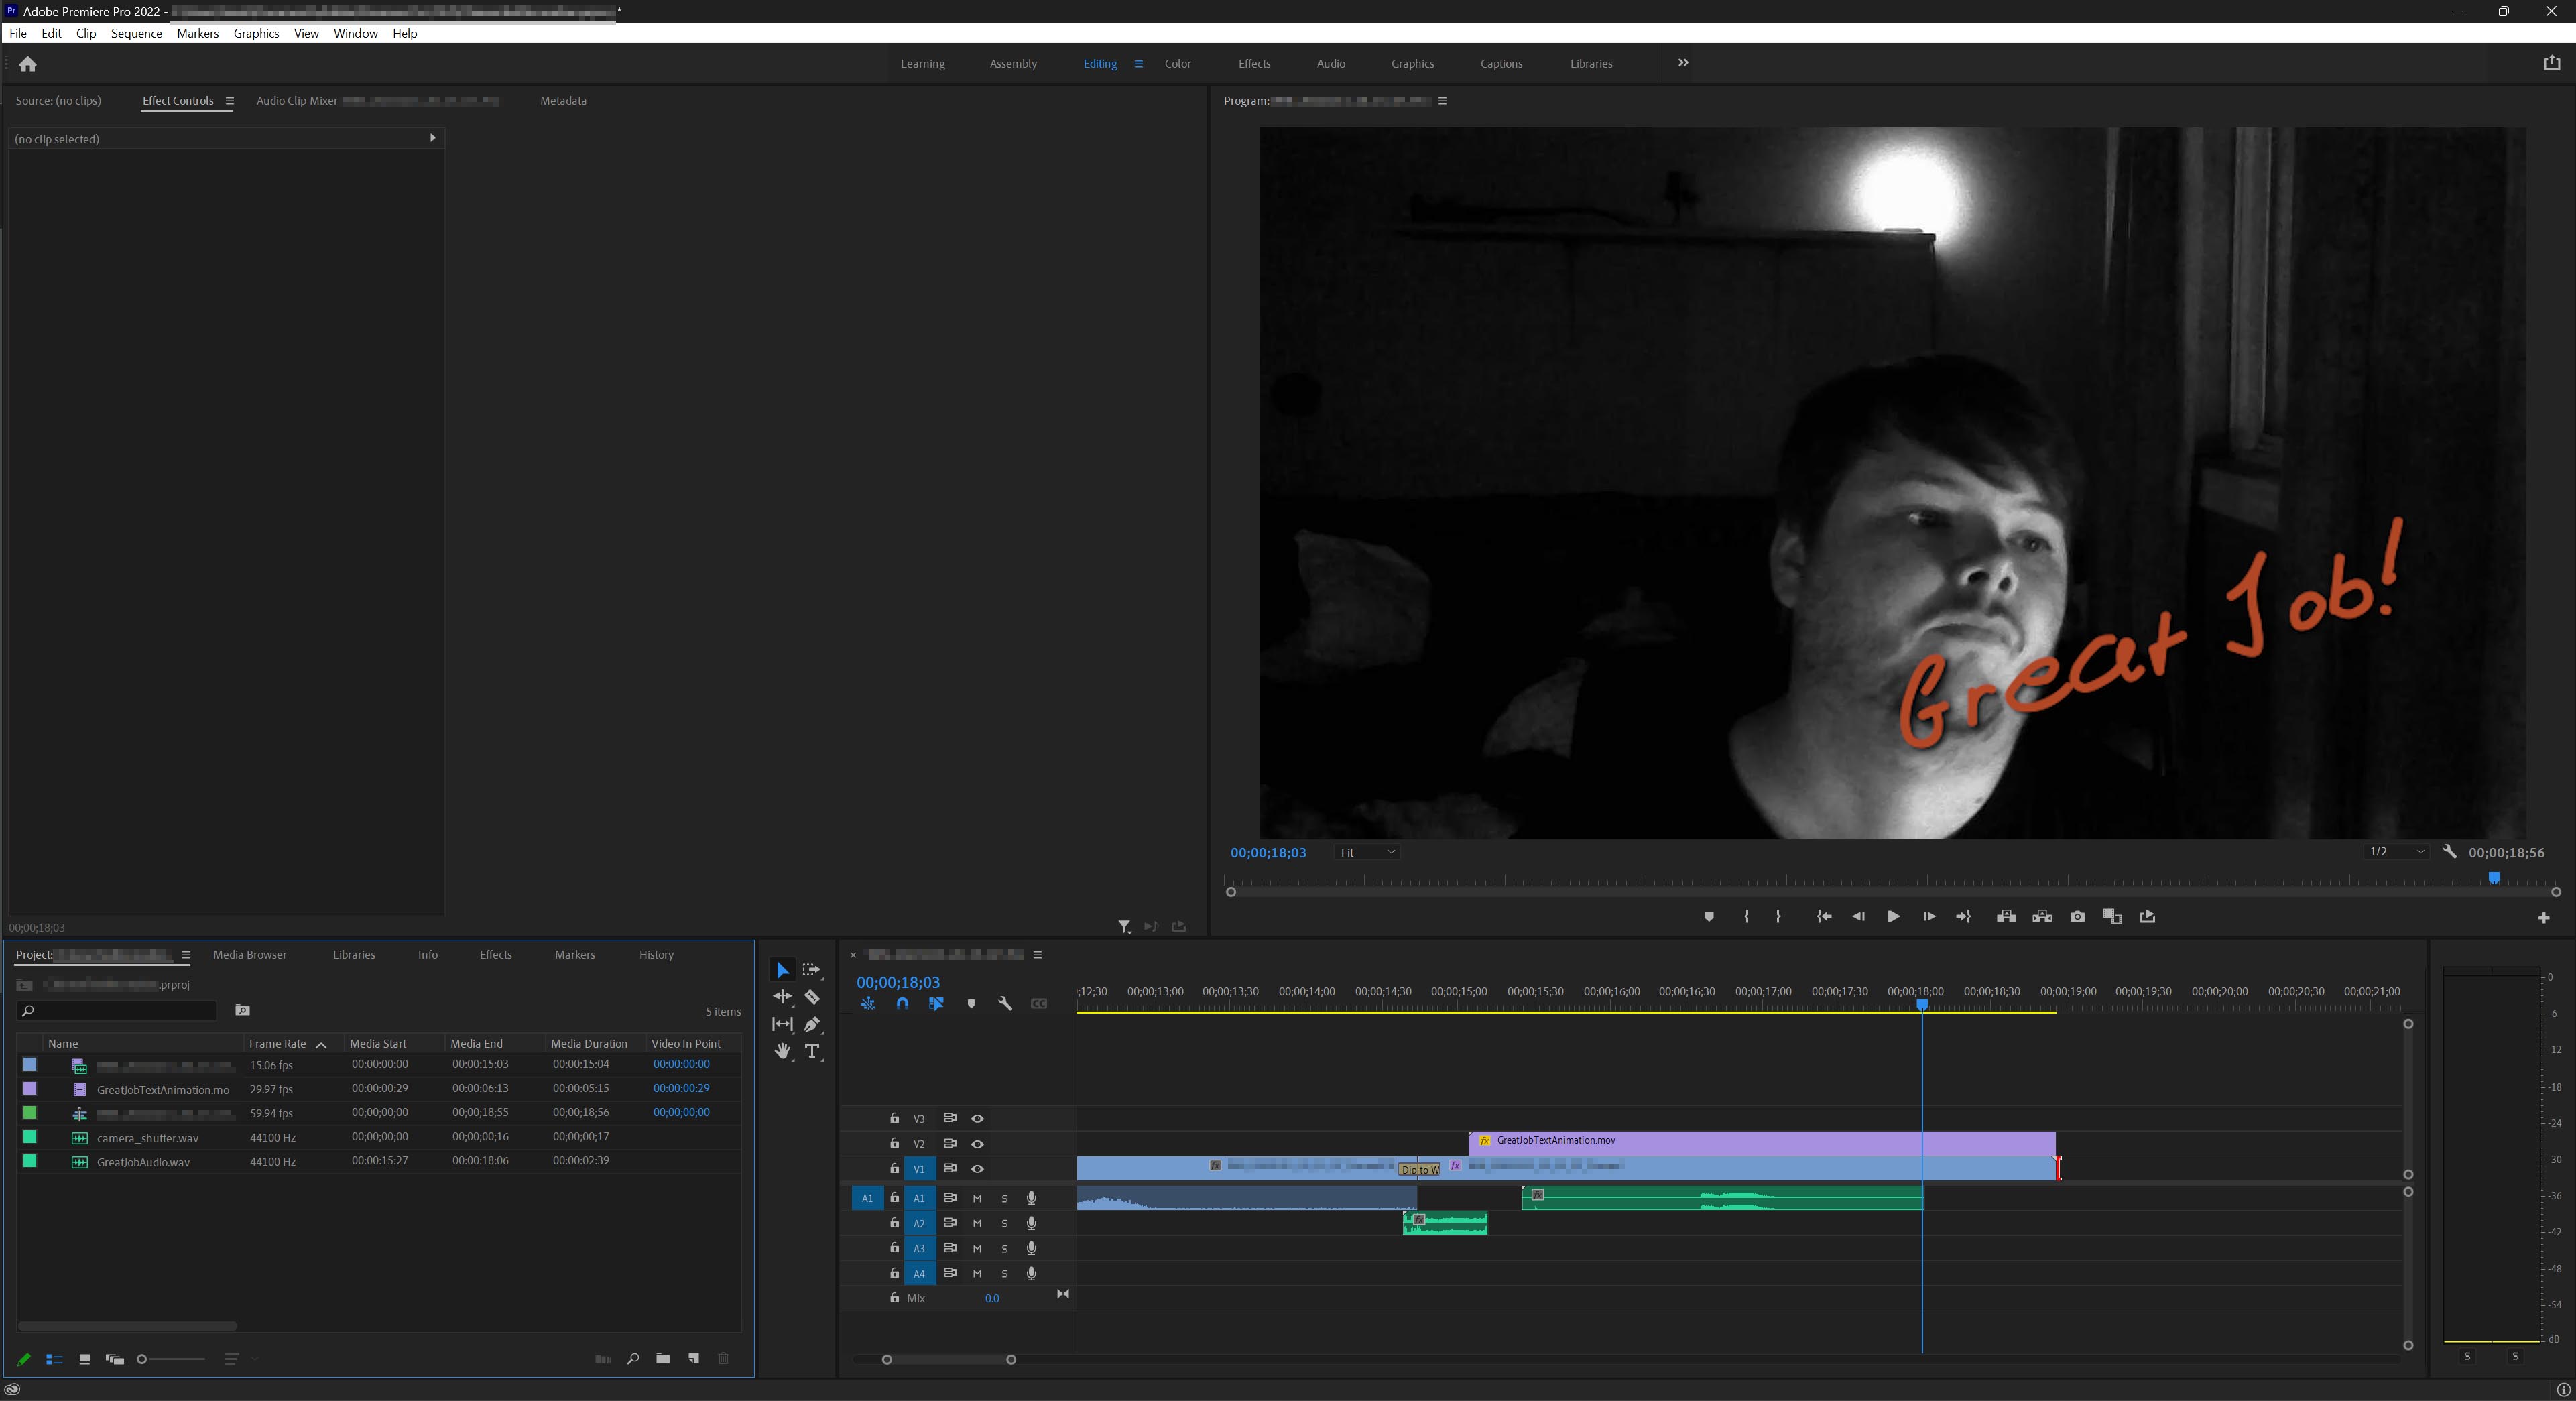 Pr Adobe Premiere Pro 2022 - *
File Edit Clip Sequence Markers Graphics View Window Help
Learning Assembly Editing Color Effects Audio Graphics Captions Libraries
Source: (no clips) Effect Controls Audio Clip Mixer Metadata
(no clip selected)
00;00;18;03
Program:
Great Job!
00;00;18;03 Fit 1/2 00;00;18;56
Project: Media Browser Libraries Info Effects Markers History
.prproj
5 items
Name Frame Rate Media Start Media End Media Duration Video In Point
15.06 fps 00:00:00:00 00:00:15:03 00:00:15:04 00:00:00:00
GreatJobTextAnimation.mo 29.97 fps 00:00:00:29 00:00:06:13 00:00:05:15 00:00:00:29
59.94 fps 00;00;00;00 00;00;18;55 00;00;18;56 00;00;00;00
camera_shutter.wav 44100 Hz 00;00;00;00 00;00;00;16 00;00;00;17
GreatJobAudio.wav 44100 Hz 00:00:15:27 00:00:18:06 00:00:02:39
00;00;18;03
;12;30 00;00;13;00 00;00;13;30 00;00;14;00 00;00;14;30 00;00;15;00 00;00;15;30 00;00;16;00 00;00;16;30 00;00;17;00 00;00;17;30 00;00;18;00 00;00;18;30 00;00;19;00 00;00;19;30 00;00;20;00 00;00;20;30 00;00;21;00
V3
V2 fx GreatJobTextAnimation.mov
V1 fx Dip to W fx
A1 A1 M S fx
A2 M S fx
A3 M S
A4 M S
Mix 0.0
0
-6
-12
-18
-24
-30
-36
-42
-48
-54
dB
S S